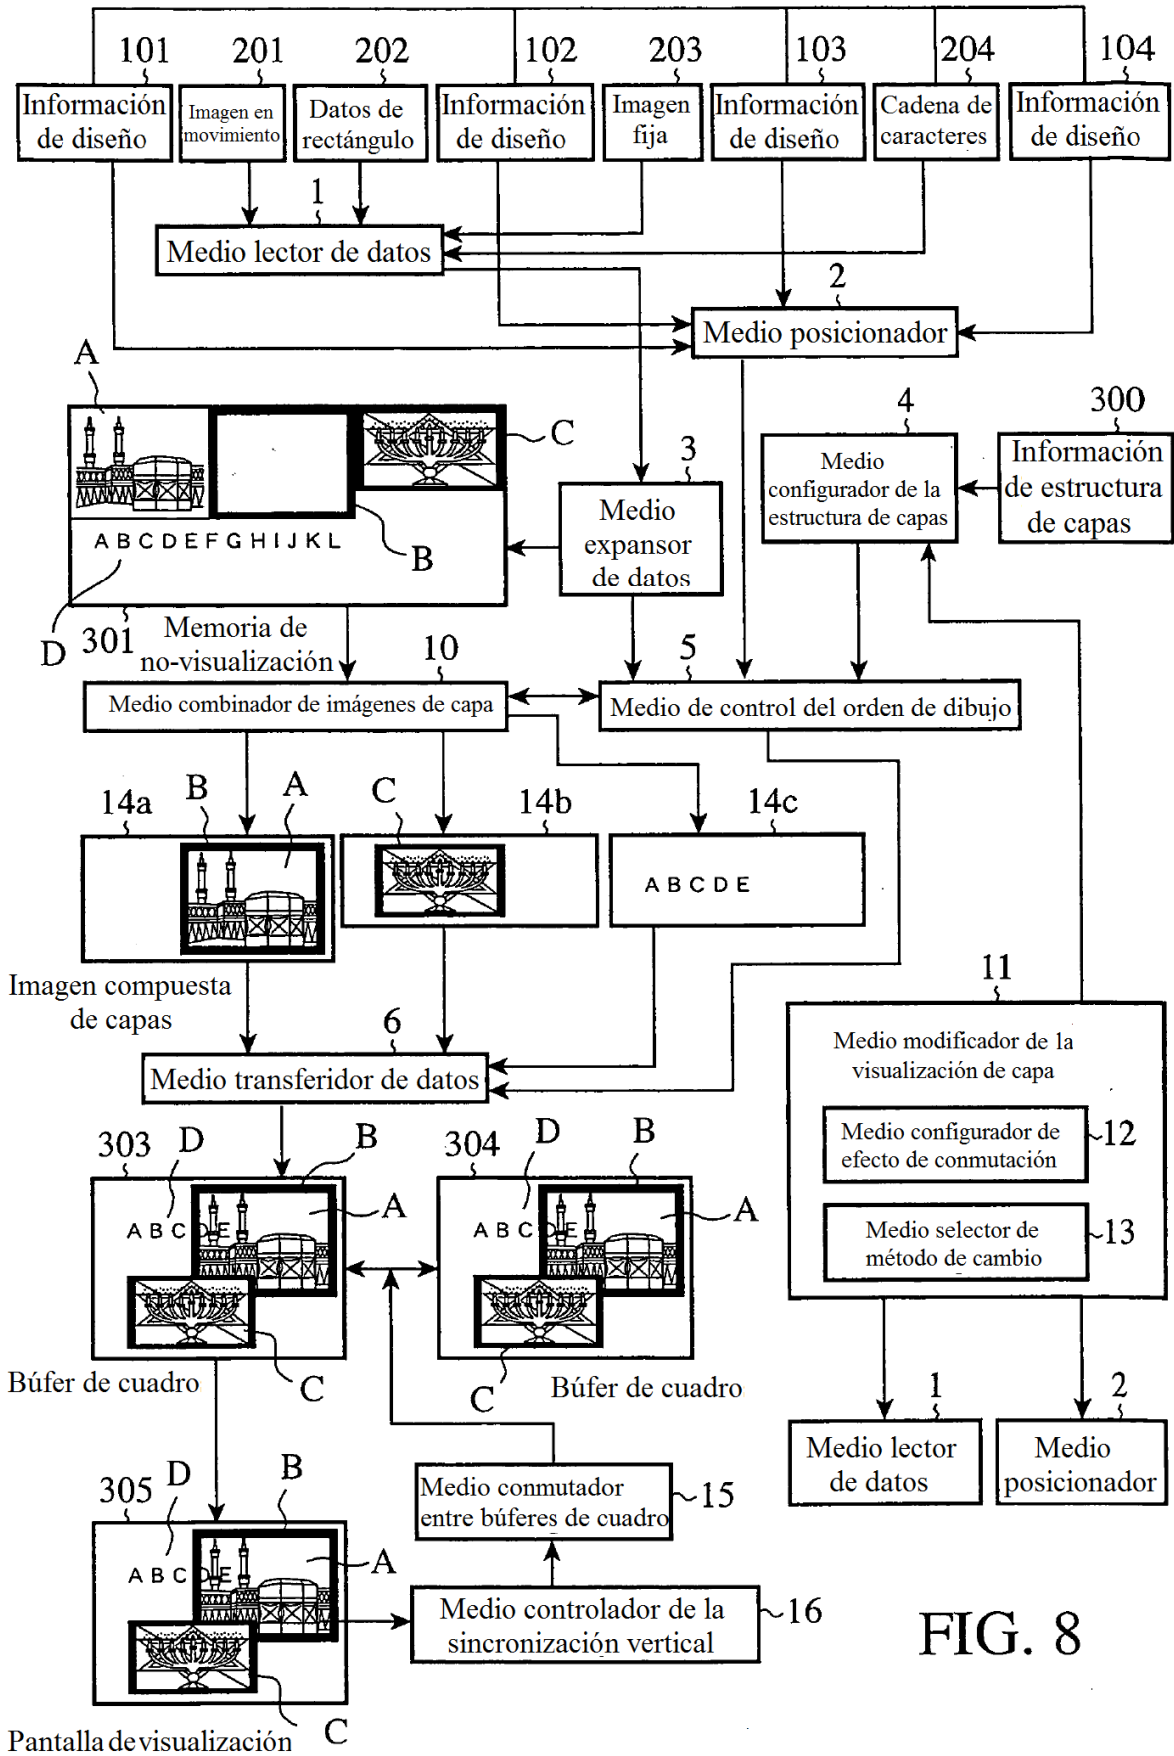 101 201 202 102 203 103 204 104
Información
de diseño
Imagen en
movimiento
Datos de
rectángulo
Información
de diseño
Imagen
fija
Información
de diseño
Cadena de
caracteres
Información
de diseño
1
Medio lector de datos
2
Medio posicionador
A
C
B
A B C D E F G H I J K L
D
301
Memoria de
no-visualización
3
Medio
expansor
de datos
4
Medio
configurador de la
estructura de capas
300
Información
de estructura
de capas
10
Medio combinador de imágenes de capa
5
Medio de control del orden de dibujo
14a
B
A
14b
C
14c
A B C D E
Imagen compuesta
de capas
6
Medio transferidor de datos
11
Medio modificador de la
visualización de capa
Medio configurador de
efecto de conmutación
12
Medio selector de
método de cambio
13
303
D
B
A
A B C D E
C
Búfer de cuadro
304
D
B
A
A B C D E
C
Búfer de cuadro
1
Medio lector
de datos
2
Medio
posicionador
305
D
B
A
A B C D E
C
Pantalla de visualización
Medio conmutador
entre búferes de cuadro
15
Medio controlador de la
sincronización vertical
16
FIG. 8